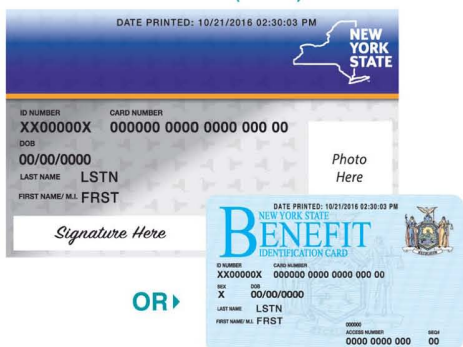 DATE PRINTED: 10/21/2016 02:30:03 PM
NEW
YORK
STATE
ID NUMBER CARD NUMBER
XX00000X 000000 0000 0000 000 00
DOB
00/00/0000
LAST NAME LSTN
FIRST NAME/ M.I. FRST
Photo
Here
Signature Here
OR
DATE PRINTED: 10/21/2016 02:30:03 PM
NEW YORK STATE
BENEFIT
IDENTIFICATION CARD
ID NUMBER CARD NUMBER
XX00000X 000000 0000 0000 000 00
SEX DOB
X 00/00/0000
LAST NAME LSTN
FIRST NAME/ M.I. FRST
000000
ACCESS NUMBER SEQ#
0000 0000 000 00